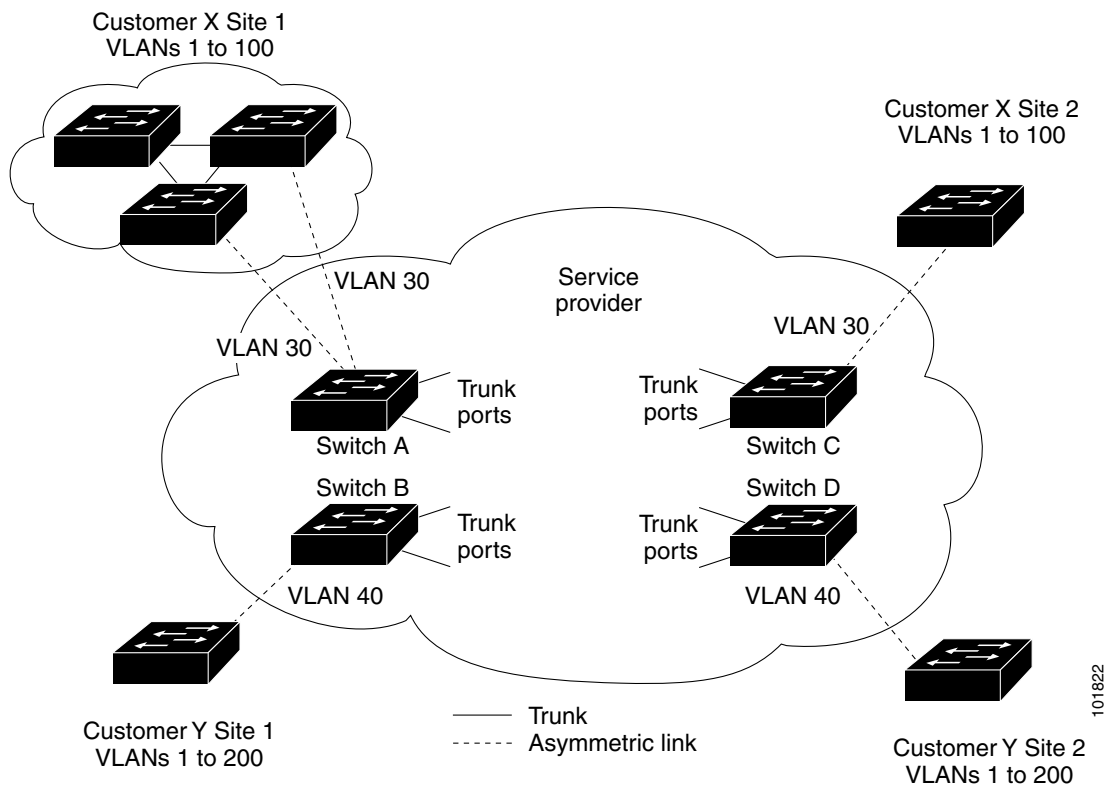 Customer X Site 1
VLANs 1 to 100
Customer X Site 2
VLANs 1 to 100
Service
provider
VLAN 30
VLAN 30
VLAN 30
Trunk
ports
Switch A
Trunk
ports
Switch C
Switch B
Trunk
ports
Switch D
Trunk
ports
VLAN 40
VLAN 40
Customer Y Site 1
VLANs 1 to 200
Trunk
Asymmetric link
Customer Y Site 2
VLANs 1 to 200
101822